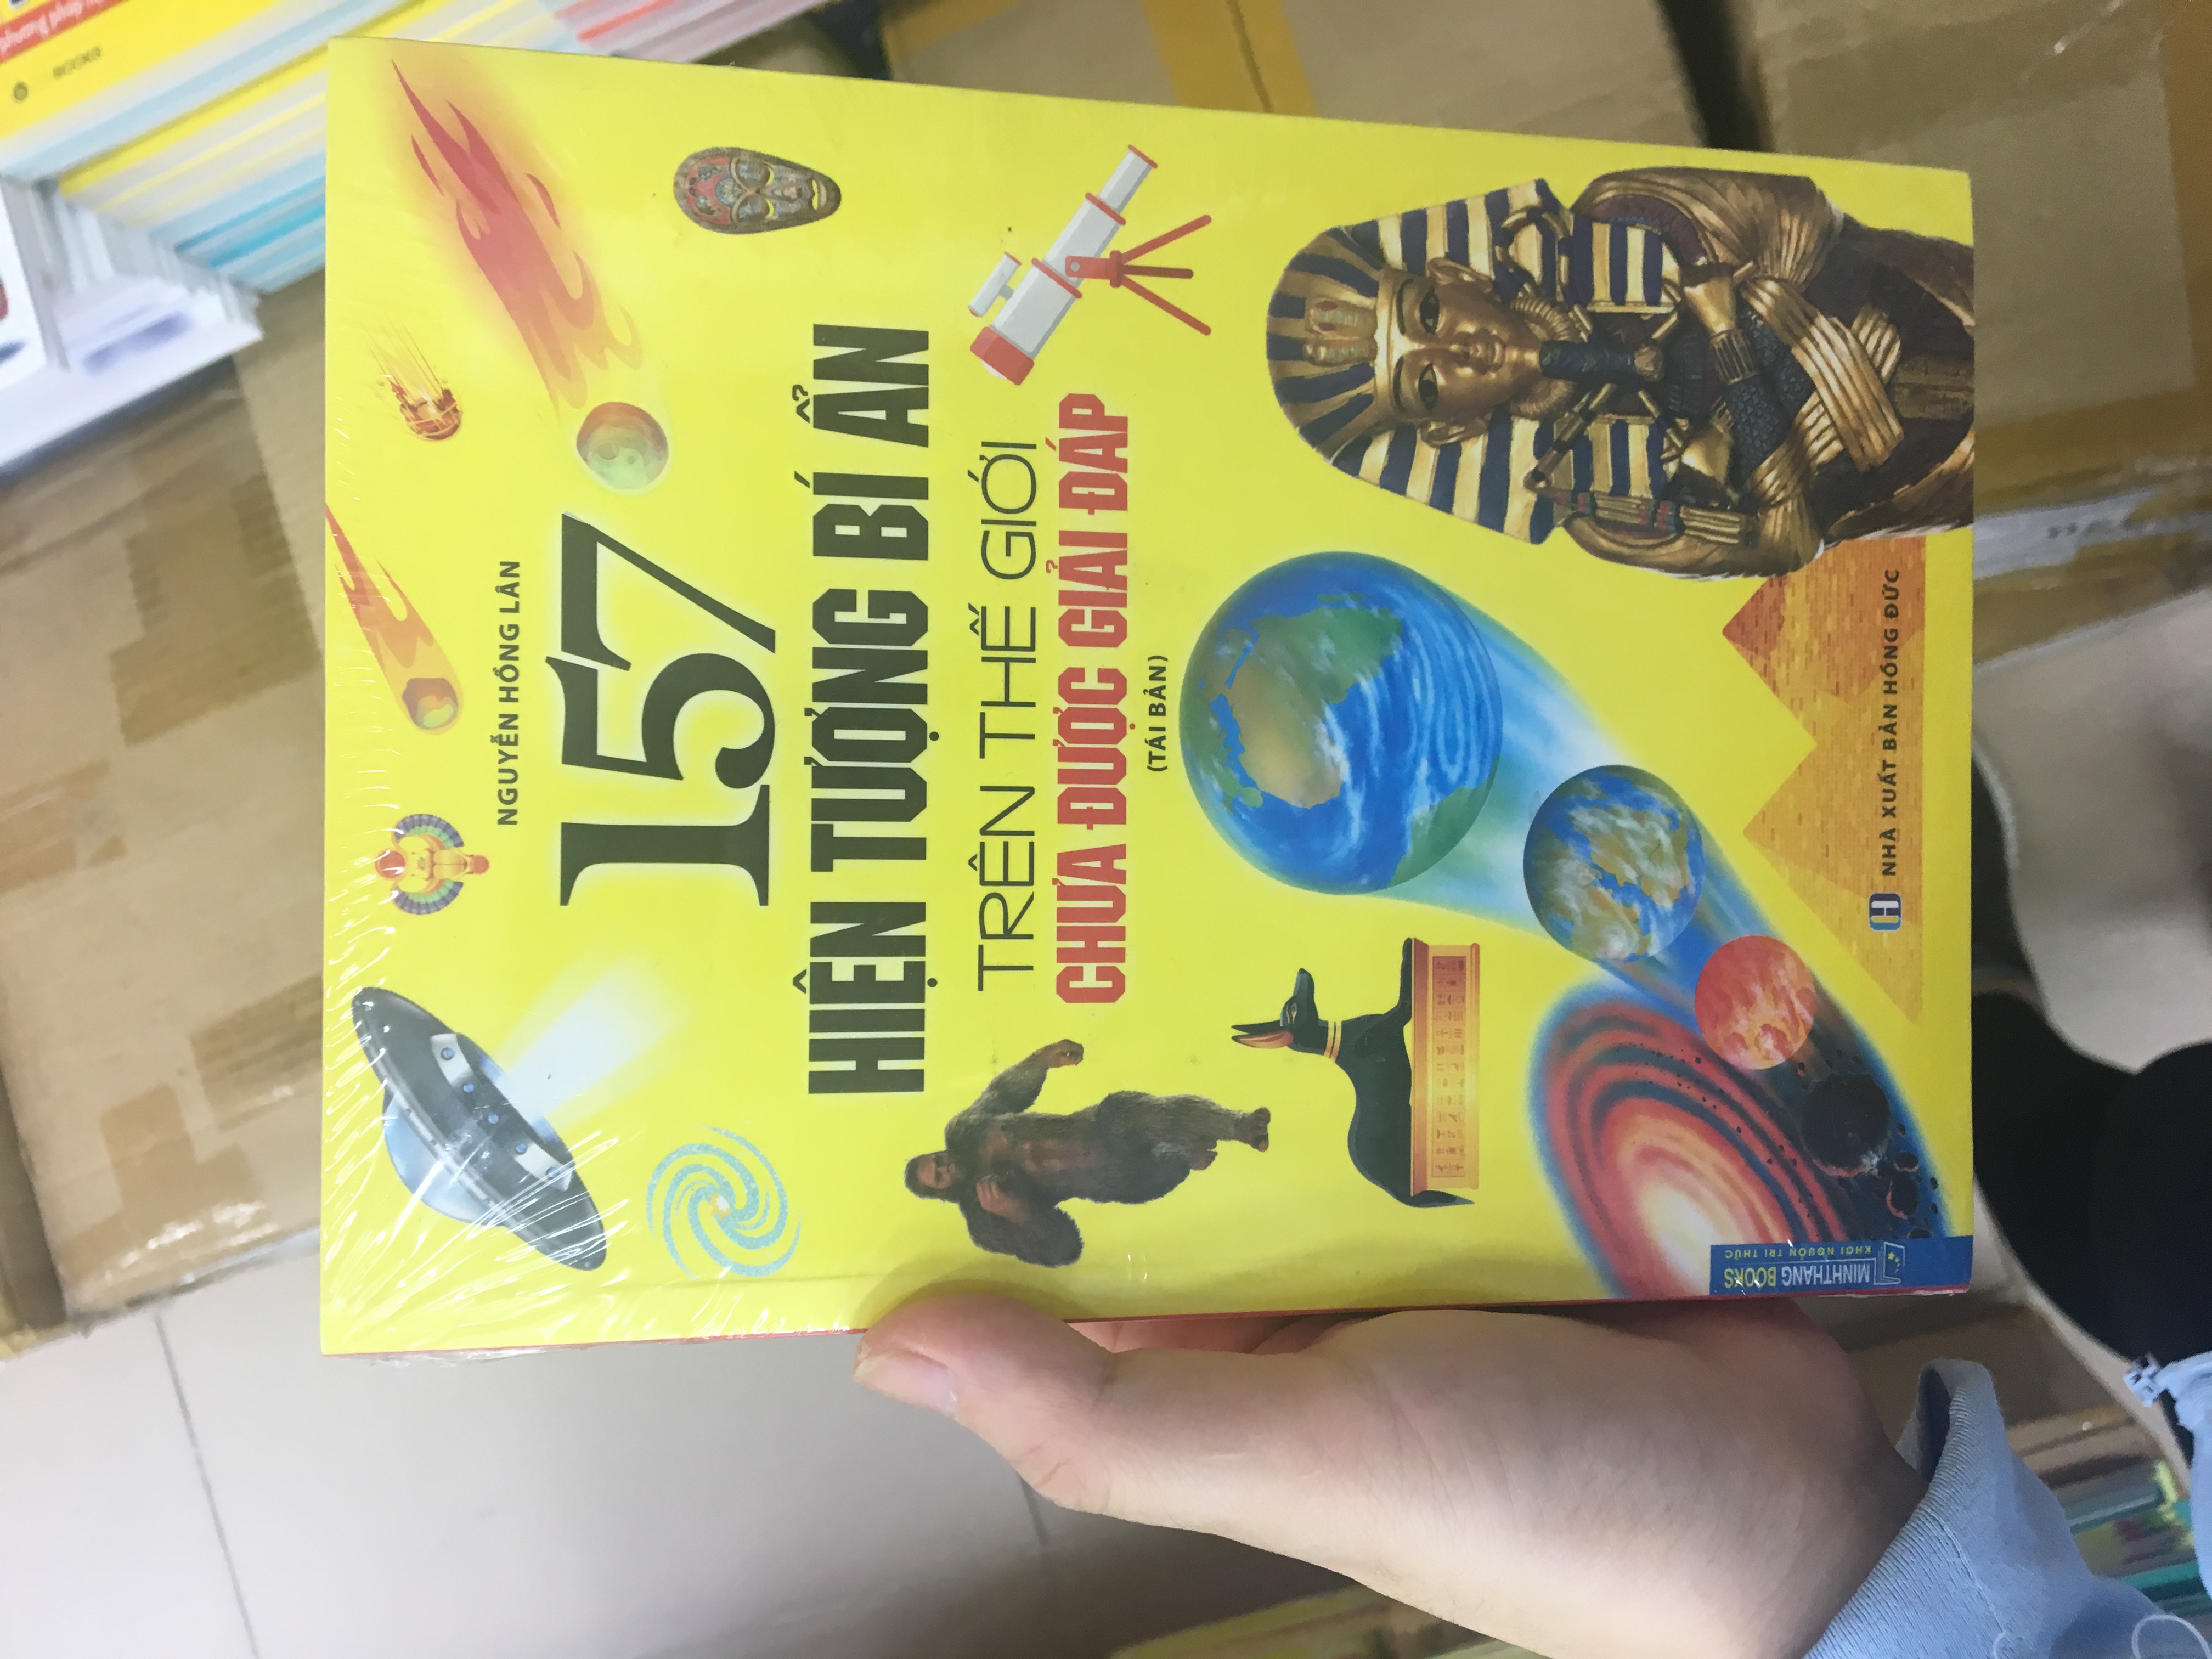 NGUYỄN HỒNG LÂN
157
HIỆN TƯỢNG BÍ ẨN
TRÊN THẾ GIỚI
CHƯA ĐƯỢC GIẢI ĐÁP
(TÁI BẢN)
MINHTHANG BOOKS
KHƠI NGUỒN TRI THỨC
NHÀ XUẤT BẢN HỒNG ĐỨC